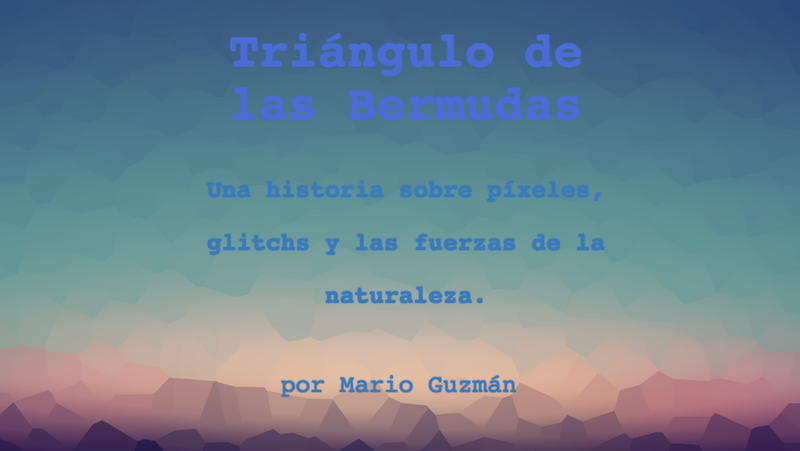 Triángulo de
las Bermudas
Una historia sobre píxeles,
glitchs y las fuerzas de la
naturaleza.
por Mario Guzmán